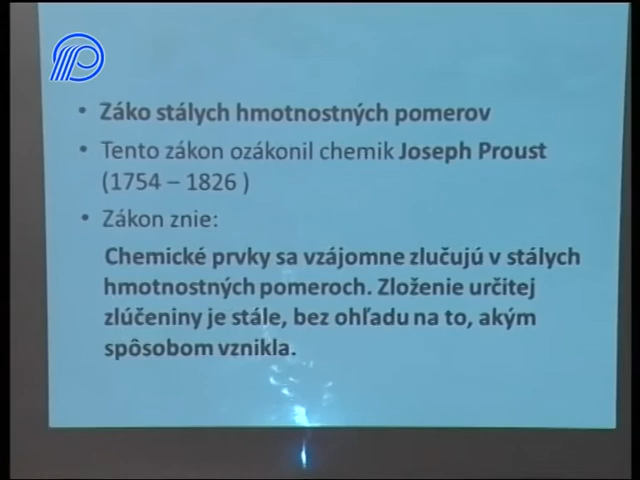 • Záko stálych hmotnostných pomerov
• Tento zákon ozákonil chemik Joseph Proust
(1754 – 1826 )
• Zákon znie:
Chemické prvky sa vzájomne zlučujú v stálych
hmotnostných pomeroch. Zloženie určitej
zlúčeniny je stále, bez ohľadu na to, akým
spôsobom vznikla.